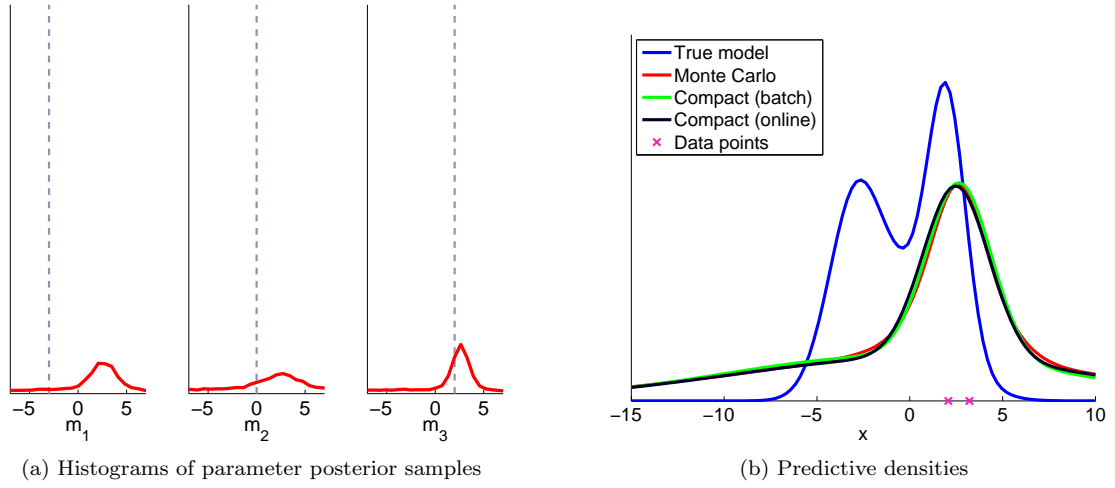 −5 0 5
m1
−5 0 5
m2
−5 0 5
m3
(a) Histograms of parameter posterior samples
True model
Monte Carlo
Compact (batch)
Compact (online)
Data points
−15 −10 −5 0 5 10
x
(b) Predictive densities